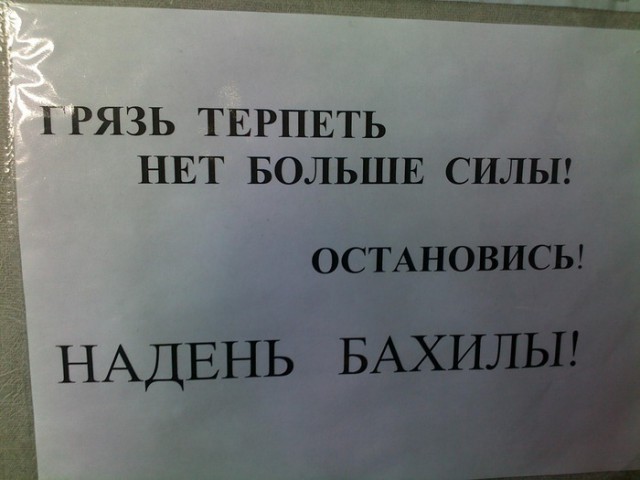 ГРЯЗЬ ТЕРПЕТЬ
НЕТ БОЛЬШЕ СИЛЫ!
ОСТАНОВИСЬ!
НАДЕНЬ БАХИЛЫ!